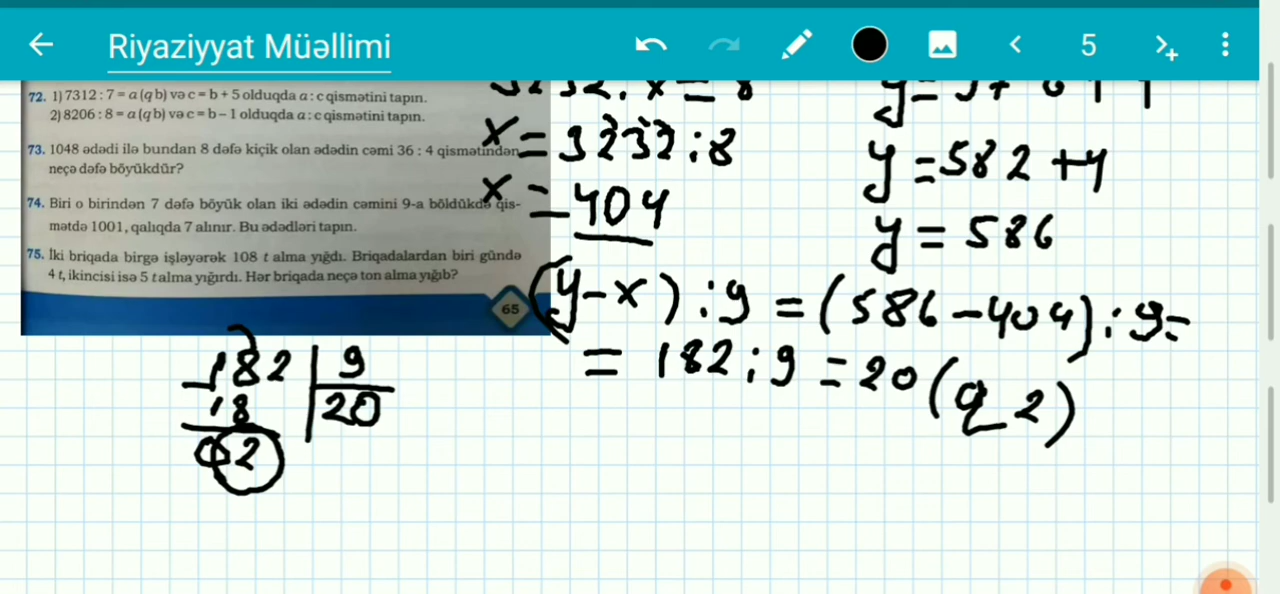 Riyaziyyat Müəllimi
5
72. 1) 7312 : 7 = a (q b) və c = b + 5 olduqda a : c qismətini tapın.
2) 8206 : 8 = a (q b) və c = b − 1 olduqda a : c qismətini tapın.
73. 1048 ədədi ilə bundan 8 dəfə kiçik olan ədədin cəmi 36 : 4 qismətindən
neçə dəfə böyükdür?
74. Biri o birindən 7 dəfə böyük olan iki ədədin cəmini 9-a böldükdə qis-
mətdə 1001, qalıqda 7 alınır. Bu ədədləri tapın.
75. İki briqada birgə işləyərək 108 t alma yığdı. Briqadalardan biri gündə
4 t, ikincisi isə 5 t alma yığırdı. Hər briqada neçə ton alma yığıb?
65
x = 3232 : 8
x = 404
y = 582 + 4
y = 586
(y − x) : 9 = (586 − 404) : 9 =
= 182 : 9 = 20 (q 2)
182 | 9
18 | 20
02